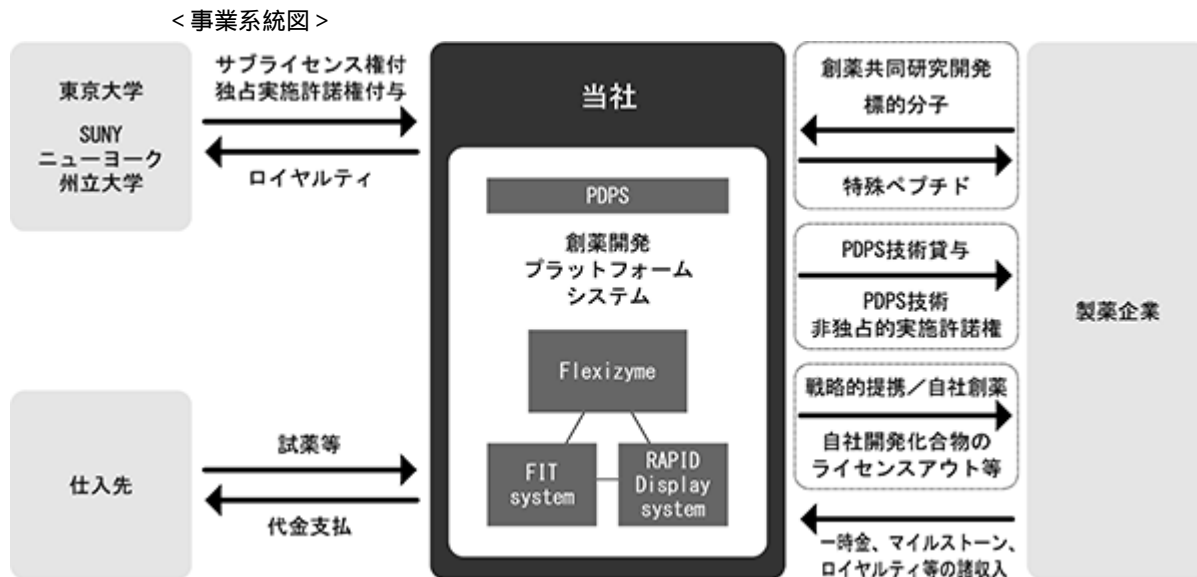 <事業系統図>
東京大学
SUNY
ニューヨーク
州立大学
サブライセンス権付
独占実施許諾権付与
ロイヤルティ
仕入先
試薬等
代金支払
当社
PDPS
創薬開発
プラットフォーム
システム
Flexizyme
FIT
system
RAPID
Display
system
創薬共同研究開発
標的分子
特殊ペプチド
PDPS技術貸与
PDPS技術
非独占的実施許諾権
戦略的提携/自社創薬
自社開発化合物の
ライセンスアウト等
一時金、マイルストーン、
ロイヤルティ等の諸収入
製薬企業